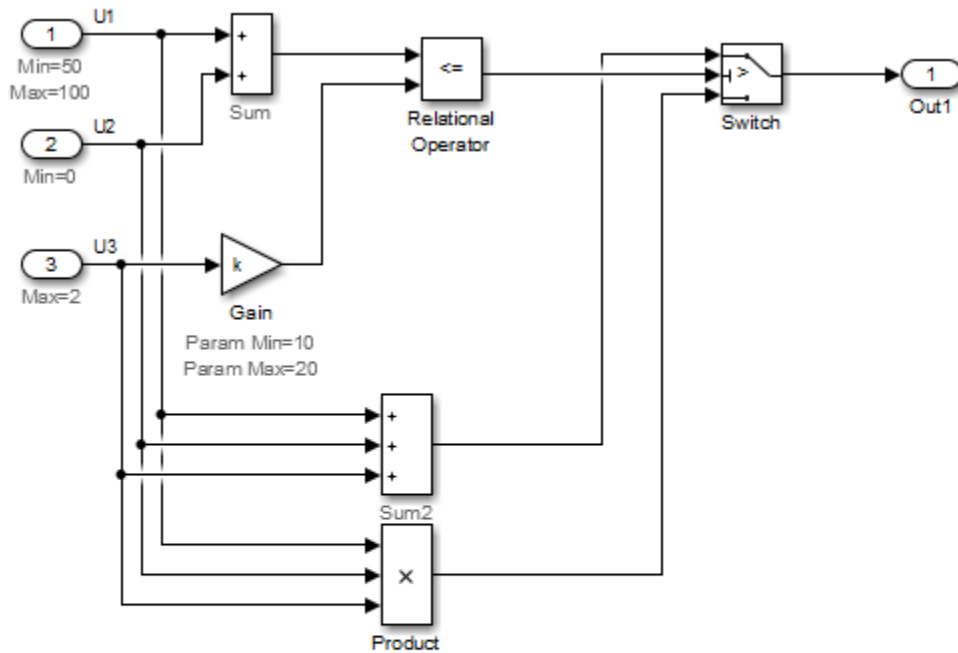 1
U1
Min=50
Max=100
+
+
Sum
<=
Relational
Operator
>
Switch
1
Out1
2
U2
Min=0
3
U3
Max=2
k
Gain
Param Min=10
Param Max=20
+
+
+
Sum2
×
Product